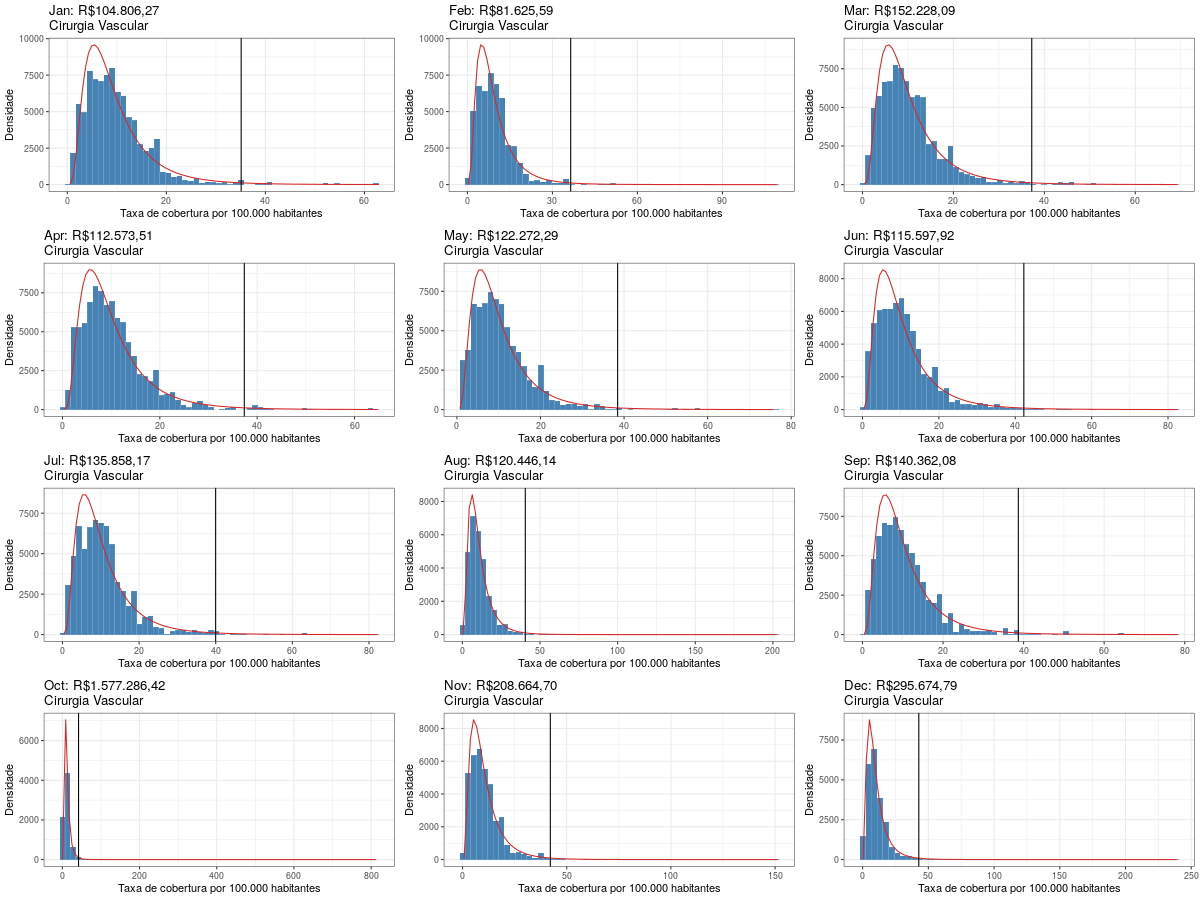 Jan: R$104.806,27
Cirurgia Vascular
10000
7500
5000
2500
0
Densidade
0 20 40 60
Taxa de cobertura por 100.000 habitantes
Feb: R$81.625,59
Cirurgia Vascular
10000
7500
5000
2500
0
Densidade
0 30 60 90
Taxa de cobertura por 100.000 habitantes
Mar: R$152.228,09
Cirurgia Vascular
7500
5000
2500
0
Densidade
0 20 40 60
Taxa de cobertura por 100.000 habitantes
Apr: R$112.573,51
Cirurgia Vascular
7500
5000
2500
0
Densidade
0 20 40 60
Taxa de cobertura por 100.000 habitantes
May: R$122.272,29
Cirurgia Vascular
7500
5000
2500
0
Densidade
0 20 40 60 80
Taxa de cobertura por 100.000 habitantes
Jun: R$115.597,92
Cirurgia Vascular
8000
6000
4000
2000
0
Densidade
0 20 40 60 80
Taxa de cobertura por 100.000 habitantes
Jul: R$135.858,17
Cirurgia Vascular
7500
5000
2500
0
Densidade
0 20 40 60 80
Taxa de cobertura por 100.000 habitantes
Aug: R$120.446,14
Cirurgia Vascular
8000
6000
4000
2000
0
Densidade
0 50 100 150 200
Taxa de cobertura por 100.000 habitantes
Sep: R$140.362,08
Cirurgia Vascular
7500
5000
2500
0
Densidade
0 20 40 60 80
Taxa de cobertura por 100.000 habitantes
Oct: R$1.577.286,42
Cirurgia Vascular
6000
4000
2000
0
Densidade
0 200 400 600 800
Taxa de cobertura por 100.000 habitantes
Nov: R$208.664,70
Cirurgia Vascular
8000
6000
4000
2000
0
Densidade
0 50 100 150
Taxa de cobertura por 100.000 habitantes
Dec: R$295.674,79
Cirurgia Vascular
7500
5000
2500
0
Densidade
0 50 100 150 200 250
Taxa de cobertura por 100.000 habitantes